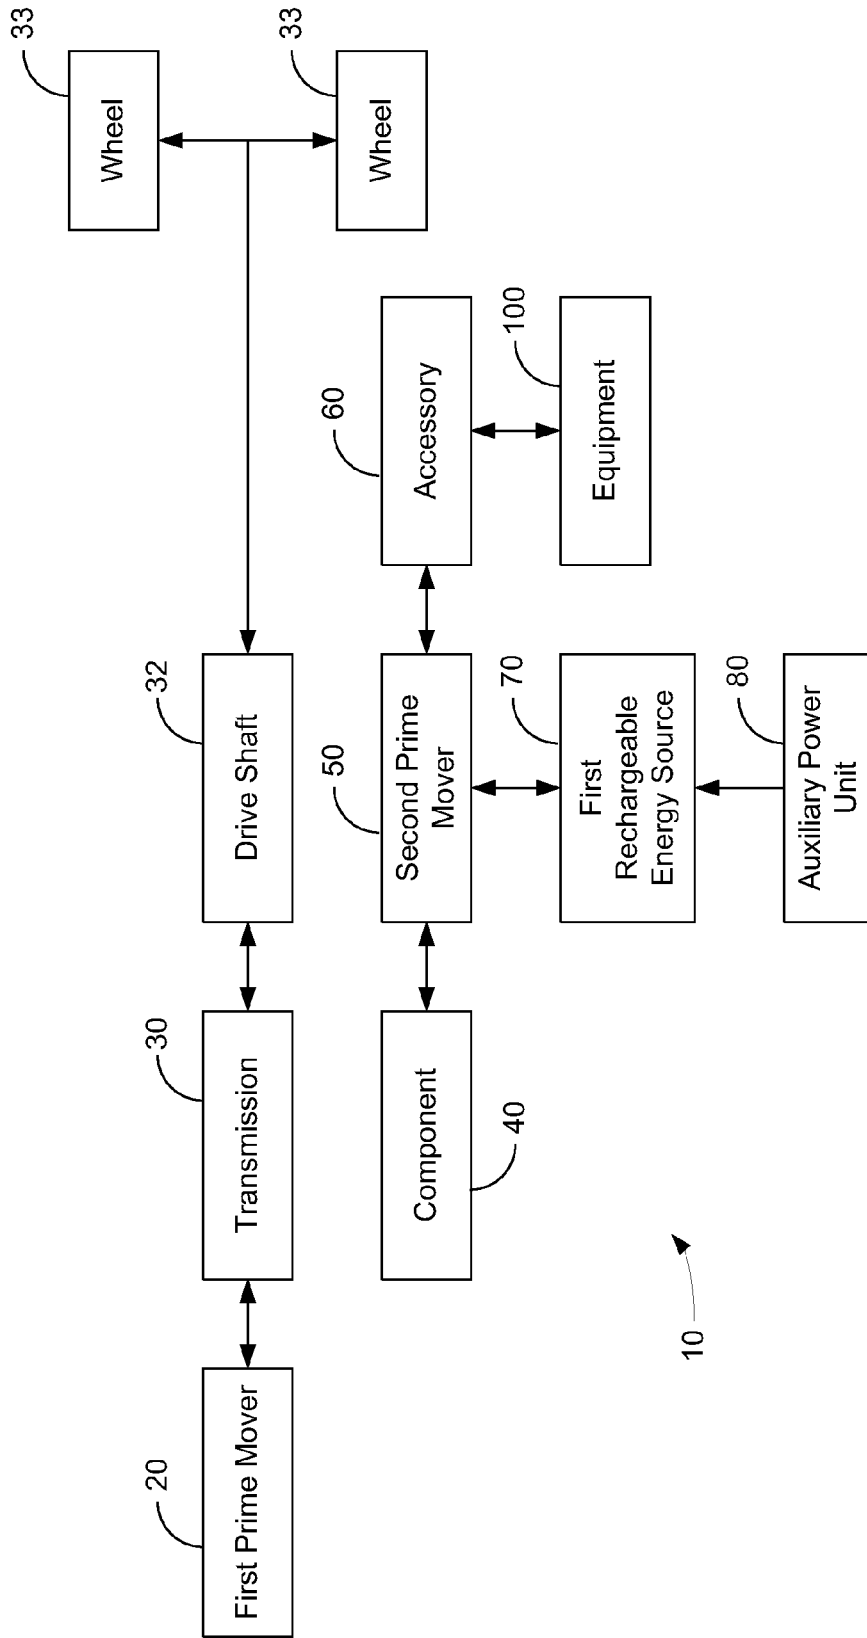 33
Wheel
33
Wheel
20
First Prime Mover
30
Transmission
32
Drive Shaft
40
Component
50
Second Prime
Mover
60
Accessory
70
First
Rechargeable
Energy Source
100
Equipment
80
Auxiliary Power
Unit
10